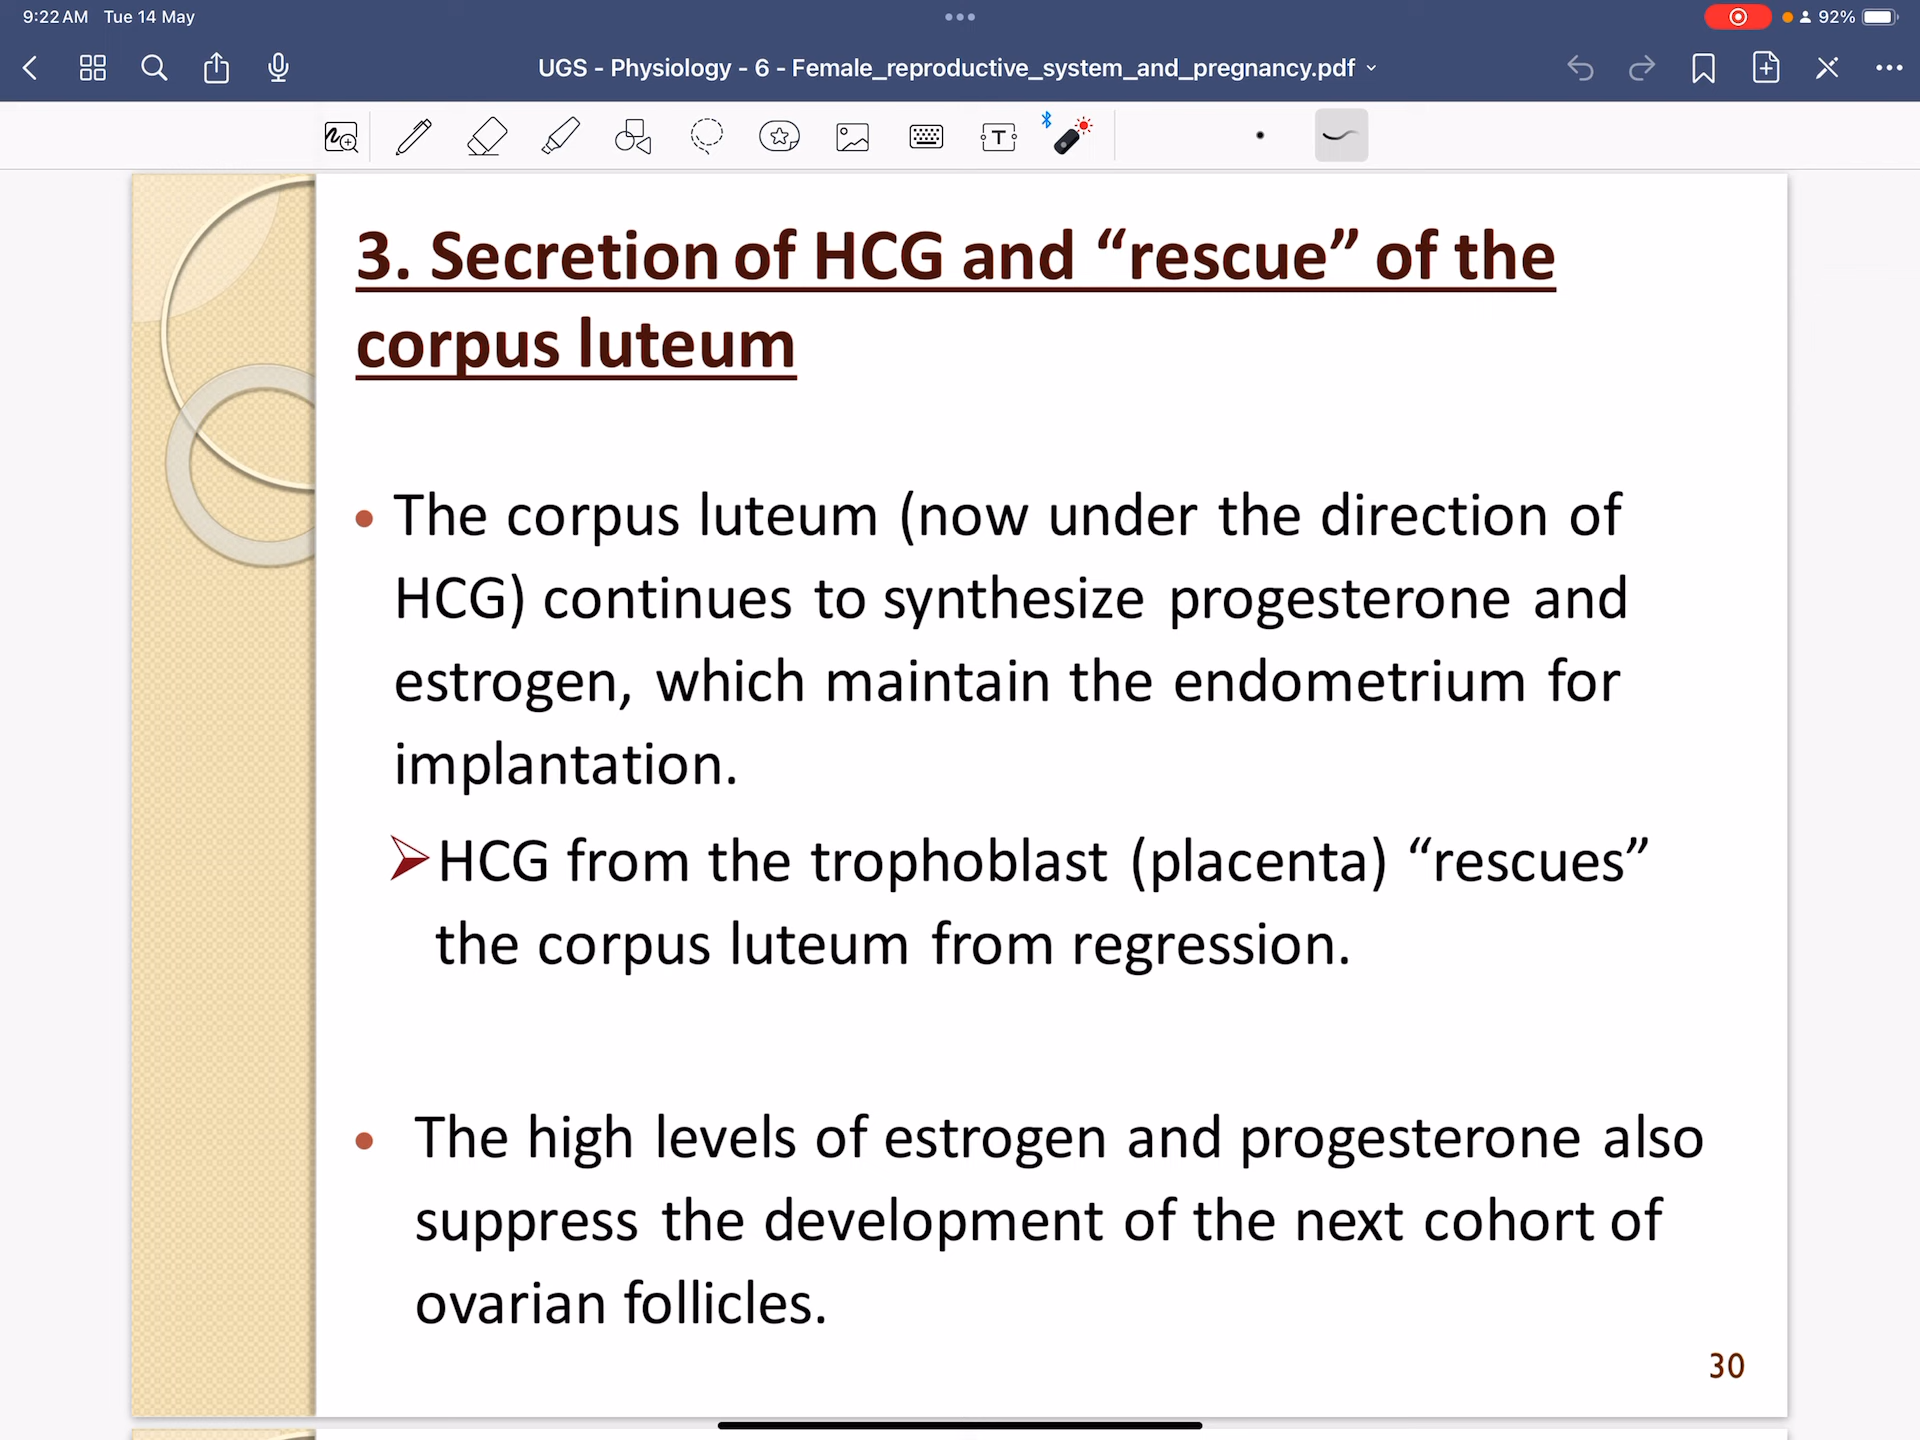 9:22 AM Tue 14 May
92%
UGS - Physiology - 6 - Female_reproductive_system_and_pregnancy.pdf
T
3. Secretion of HCG and “rescue” of the
corpus luteum
• The corpus luteum (now under the direction of
HCG) continues to synthesize progesterone and
estrogen, which maintain the endometrium for
implantation.
➢HCG from the trophoblast (placenta) “rescues”
the corpus luteum from regression.
• The high levels of estrogen and progesterone also
suppress the development of the next cohort of
ovarian follicles.
30